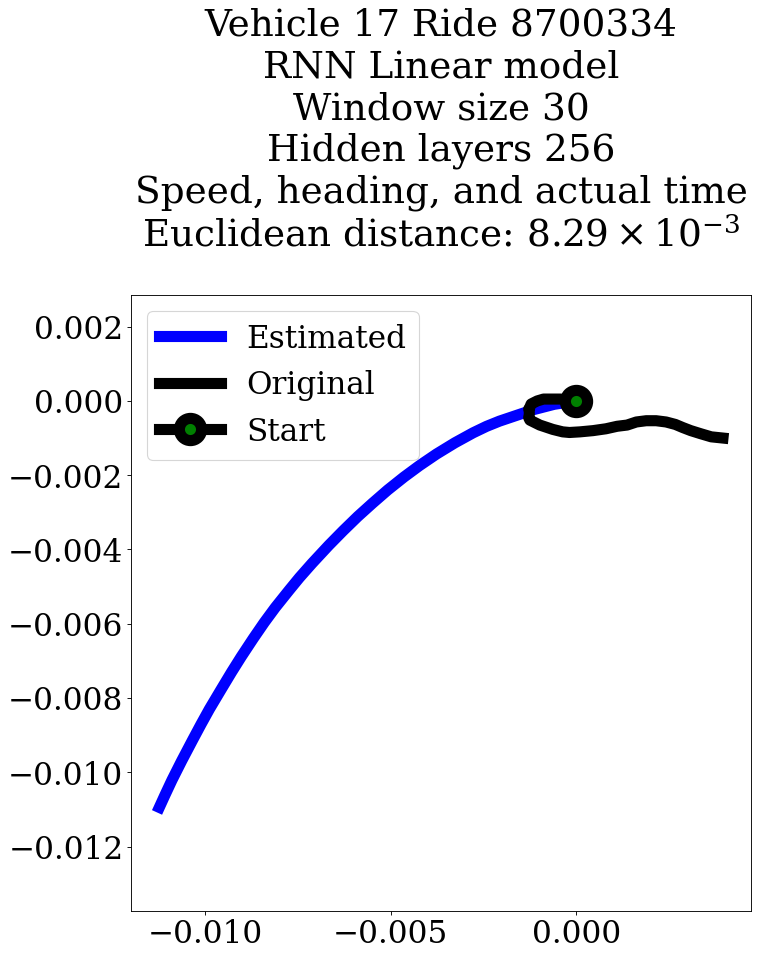 Vehicle 17 Ride 8700334
RNN Linear model
Window size 30
Hidden layers 256
Speed, heading, and actual time
Euclidean distance: 8.29 × 10⁻³
Estimated
Original
Start
0.002
0.000
−0.002
−0.004
−0.006
−0.008
−0.010
−0.012
−0.010
−0.005
0.000